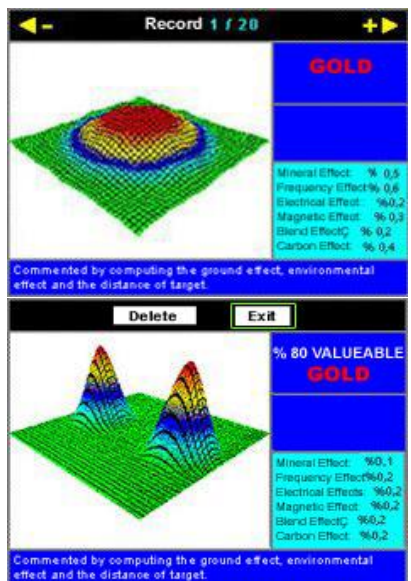 Record 1 / 20
GOLD
Mineral Effect: % 0,5
Frequency Effect % 0,6
Electrical Effect: %0,2
Magnetic Effect: % 0,3
Blend EffectÇ % 0,2
Carbon Effect: % 0,4
Commented by computing the ground effect, environmental
effect and the distance of target.
Delete Exit
% 80 VALUEABLE
GOLD
Mineral Effect: %0,1
Frequency Effect %0,2
Electrical Effects: %0,2
Magnetic Effect: %0,2
Blend EffectÇ %0,2
Carbon Effect: %0,2
Commented by computing the ground effect, environmental
effect and the distance of target.